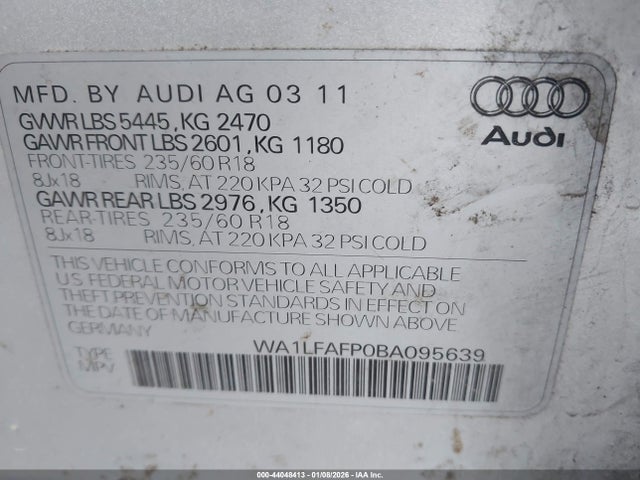 MFD. BY AUDI AG 03 11
GVWR LBS 5445, KG 2470
GAWR FRONT LBS 2601, KG 1180
FRONT-TIRES 235/60 R18
8Jx18 RIMS, AT 220 KPA 32 PSI COLD
GAWR REAR LBS 2976, KG 1350
REAR-TIRES 235/60 R18
8Jx18 RIMS, AT 220 KPA 32 PSI COLD
THIS VEHICLE CONFORMS TO ALL APPLICABLE
U.S. FEDERAL MOTOR VEHICLE SAFETY AND
THEFT PREVENTION STANDARDS IN EFFECT ON
THE DATE OF MANUFACTURE SHOWN ABOVE
GERMANY
TYPE: WA1LFAFP0BA095639
MPV
Audi
000-44048413 - 01/08/2026 - IAA Inc.